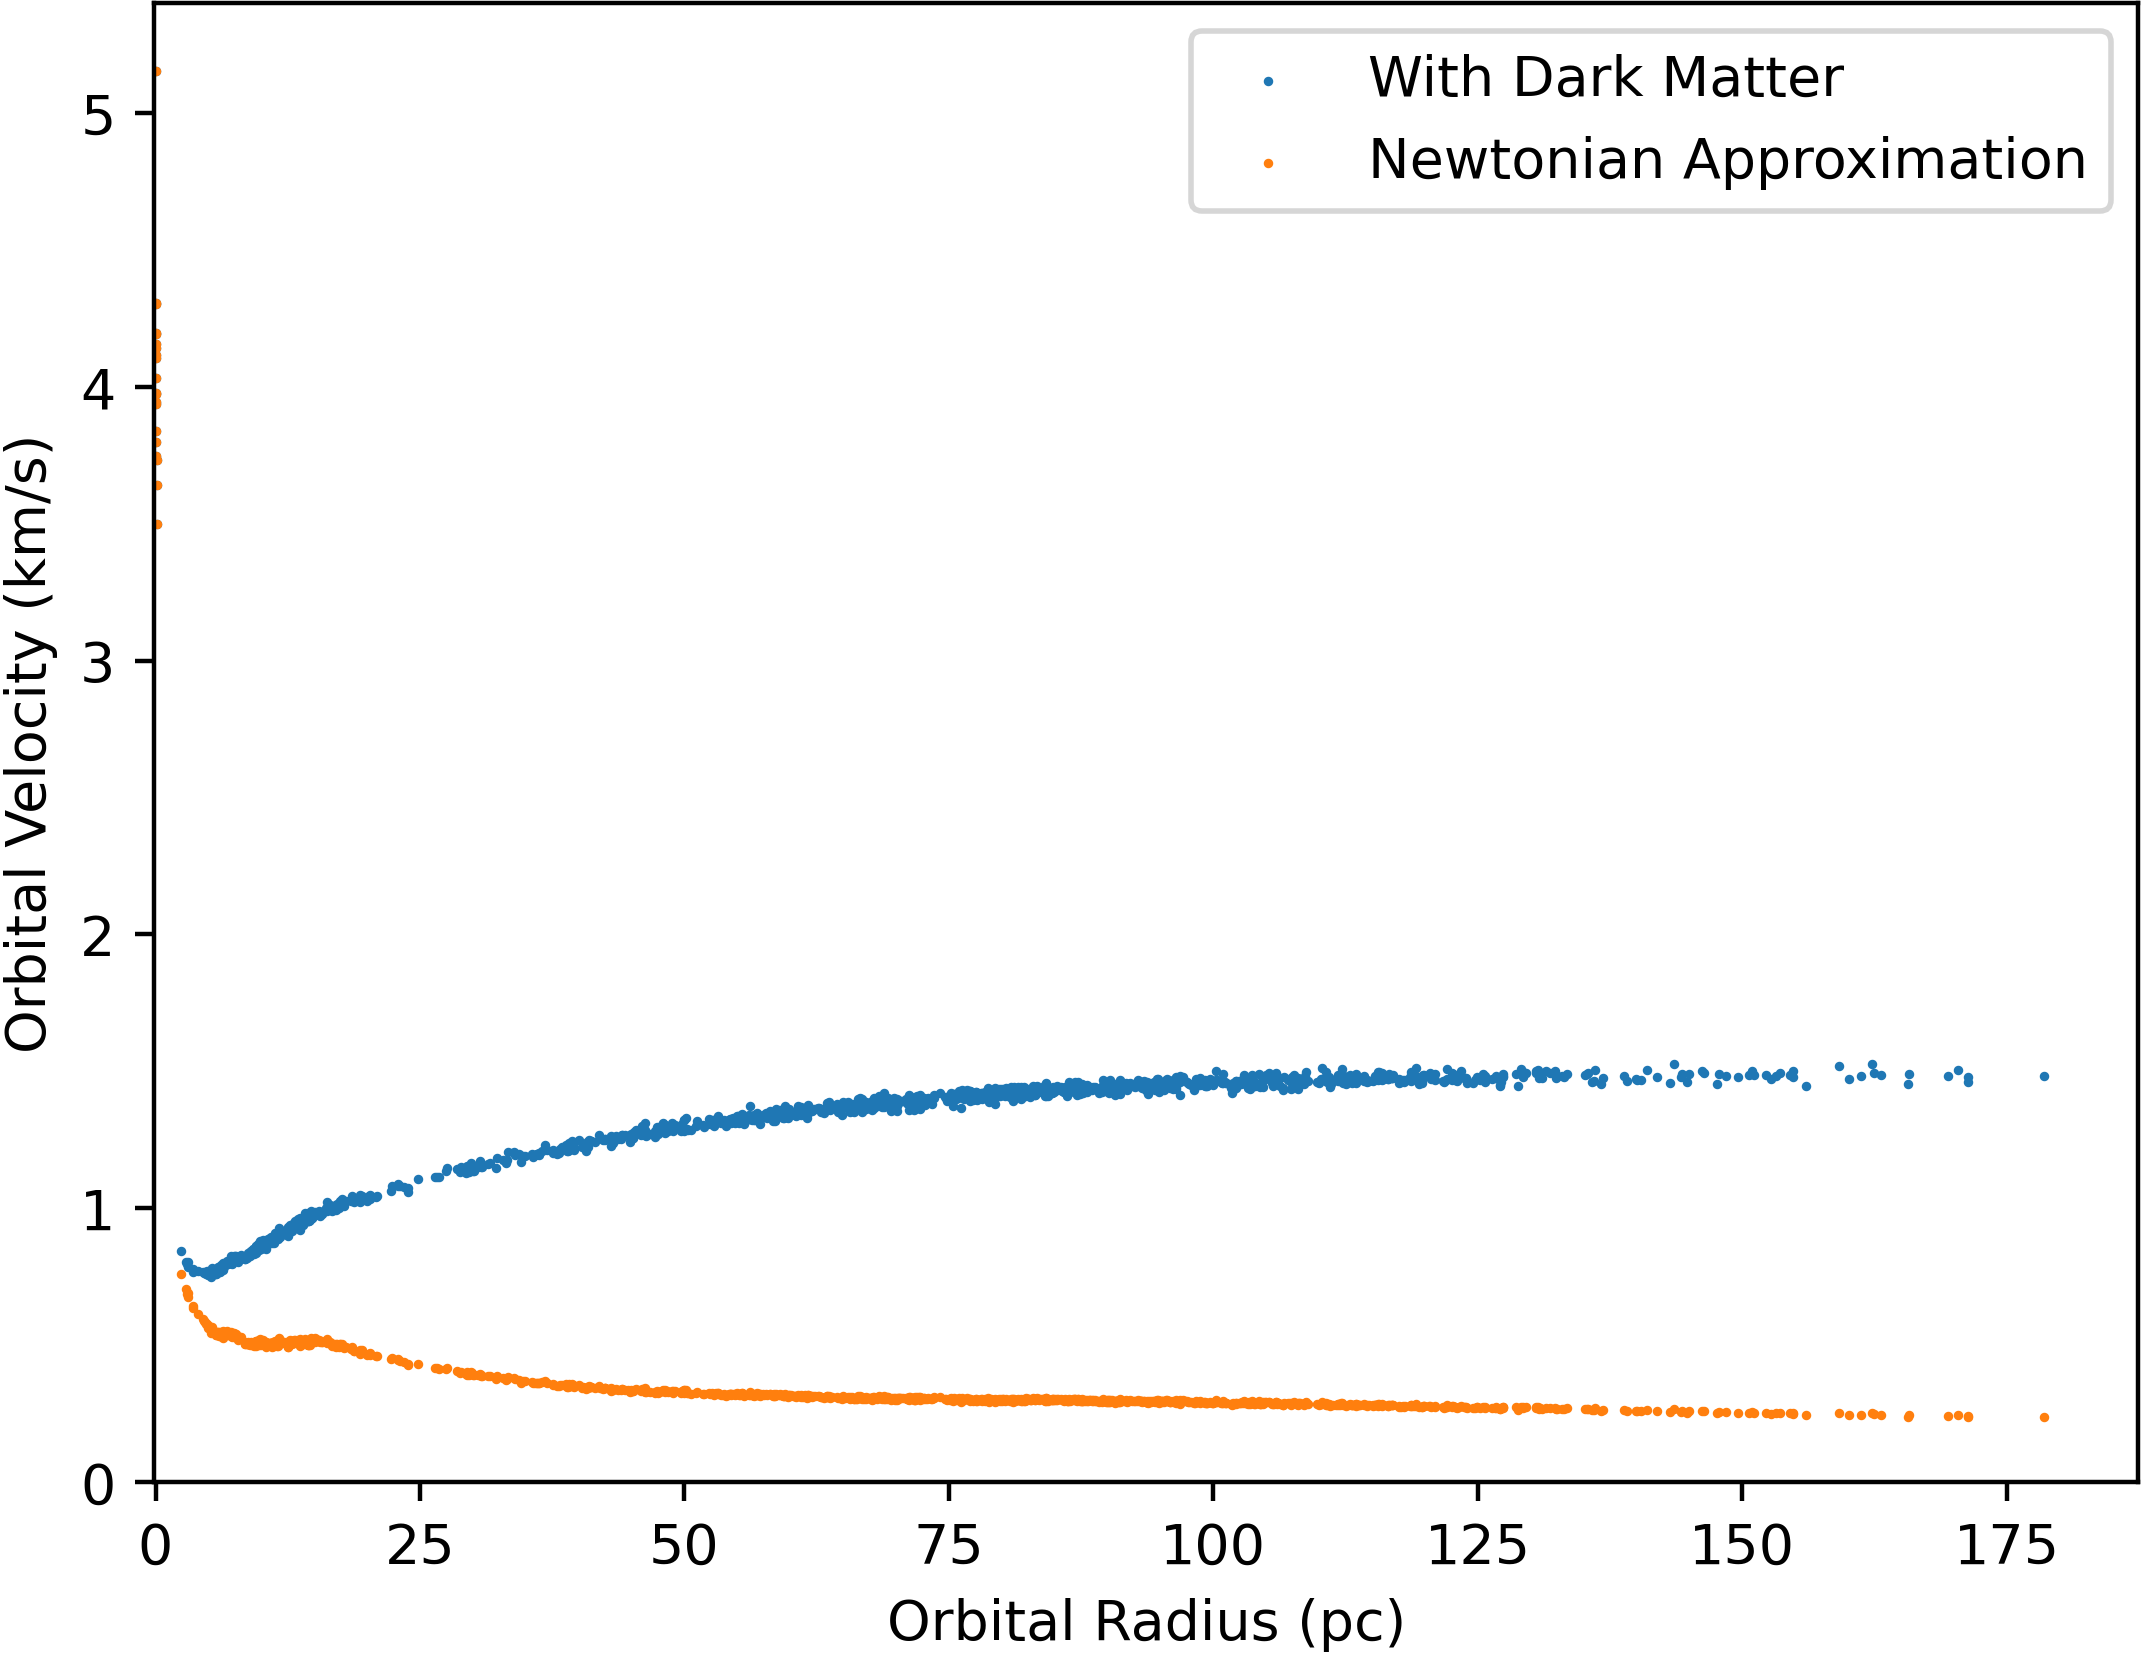 With Dark Matter
Newtonian Approximation
5
4
3
2
1
0
Orbital Velocity (km/s)
0 25 50 75 100 125 150 175
Orbital Radius (pc)